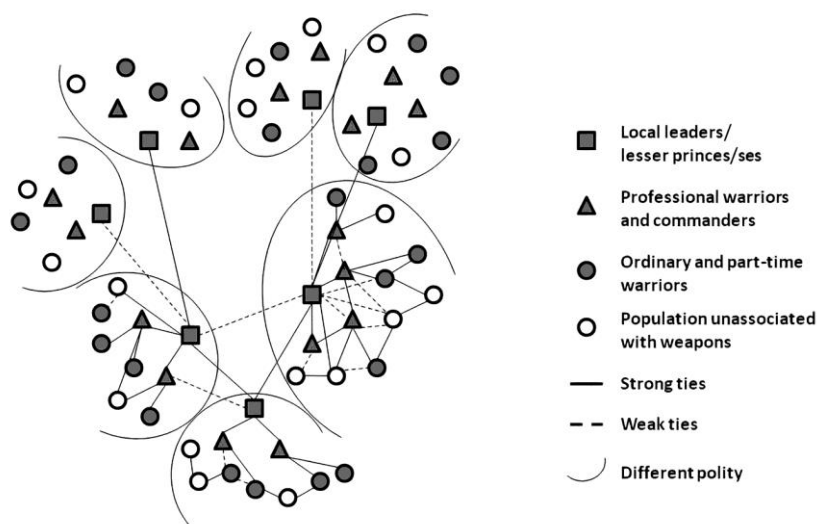 Local leaders/
lesser princes/ses
Professional warriors
and commanders
Ordinary and part-time
warriors
Population unassociated
with weapons
Strong ties
Weak ties
Different polity